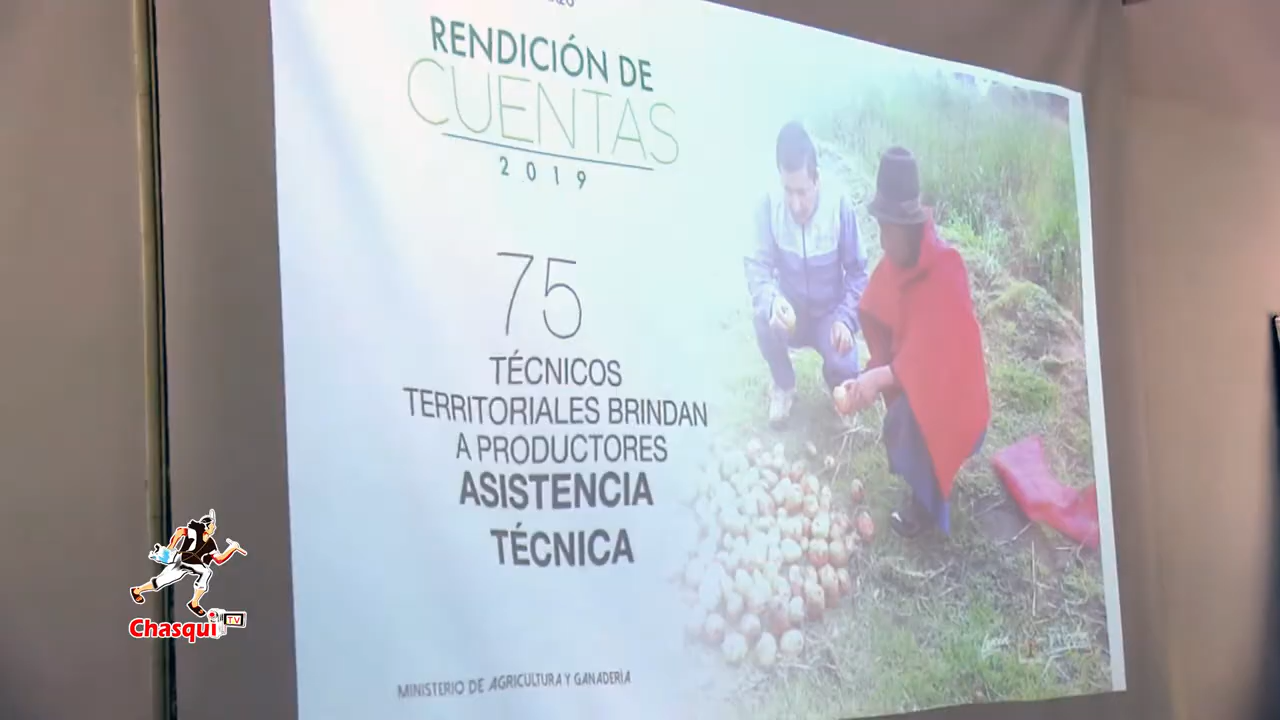 RENDICIÓN DE
CUENTAS
2019
75
TÉCNICOS
TERRITORIALES BRINDAN
A PRODUCTORES
ASISTENCIA
TÉCNICA
MINISTERIO DE AGRICULTURA Y GANADERÍA
Chasqui TV